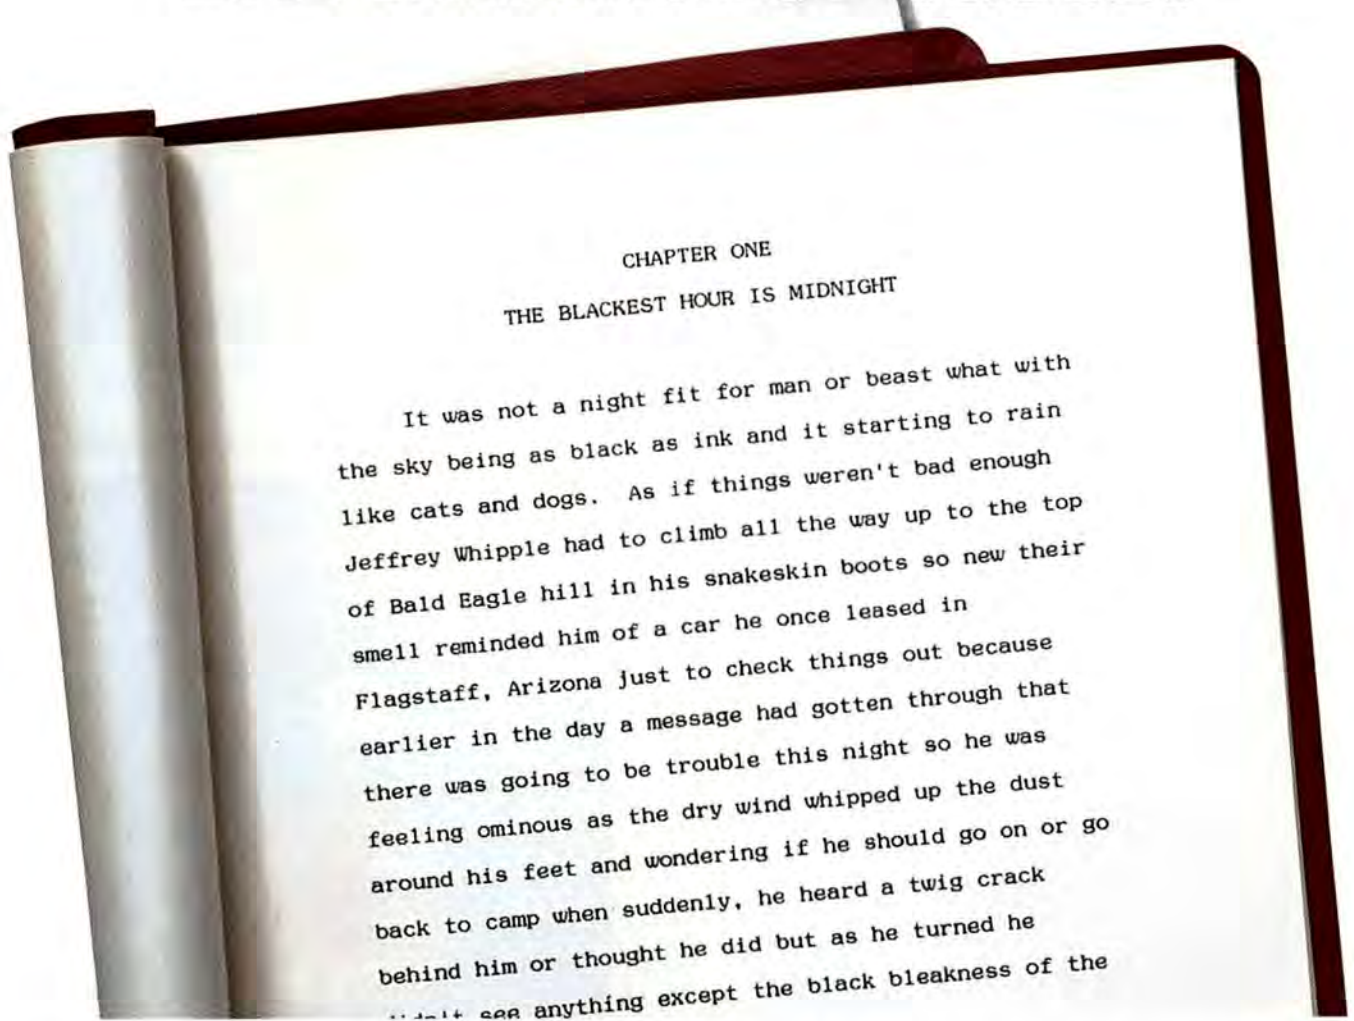 CHAPTER ONE
THE BLACKEST HOUR IS MIDNIGHT
It was not a night fit for man or beast what with
the sky being as black as ink and it starting to rain
like cats and dogs. As if things weren't bad enough
Jeffrey Whipple had to climb all the way up to the top
of Bald Eagle hill in his snakeskin boots so new their
smell reminded him of a car he once leased in
Flagstaff, Arizona just to check things out because
earlier in the day a message had gotten through that
there was going to be trouble this night so he was
feeling ominous as the dry wind whipped up the dust
around his feet and wondering if he should go on or go
back to camp when suddenly, he heard a twig crack
behind him or thought he did but as he turned he
didn't see anything except the black bleakness of the